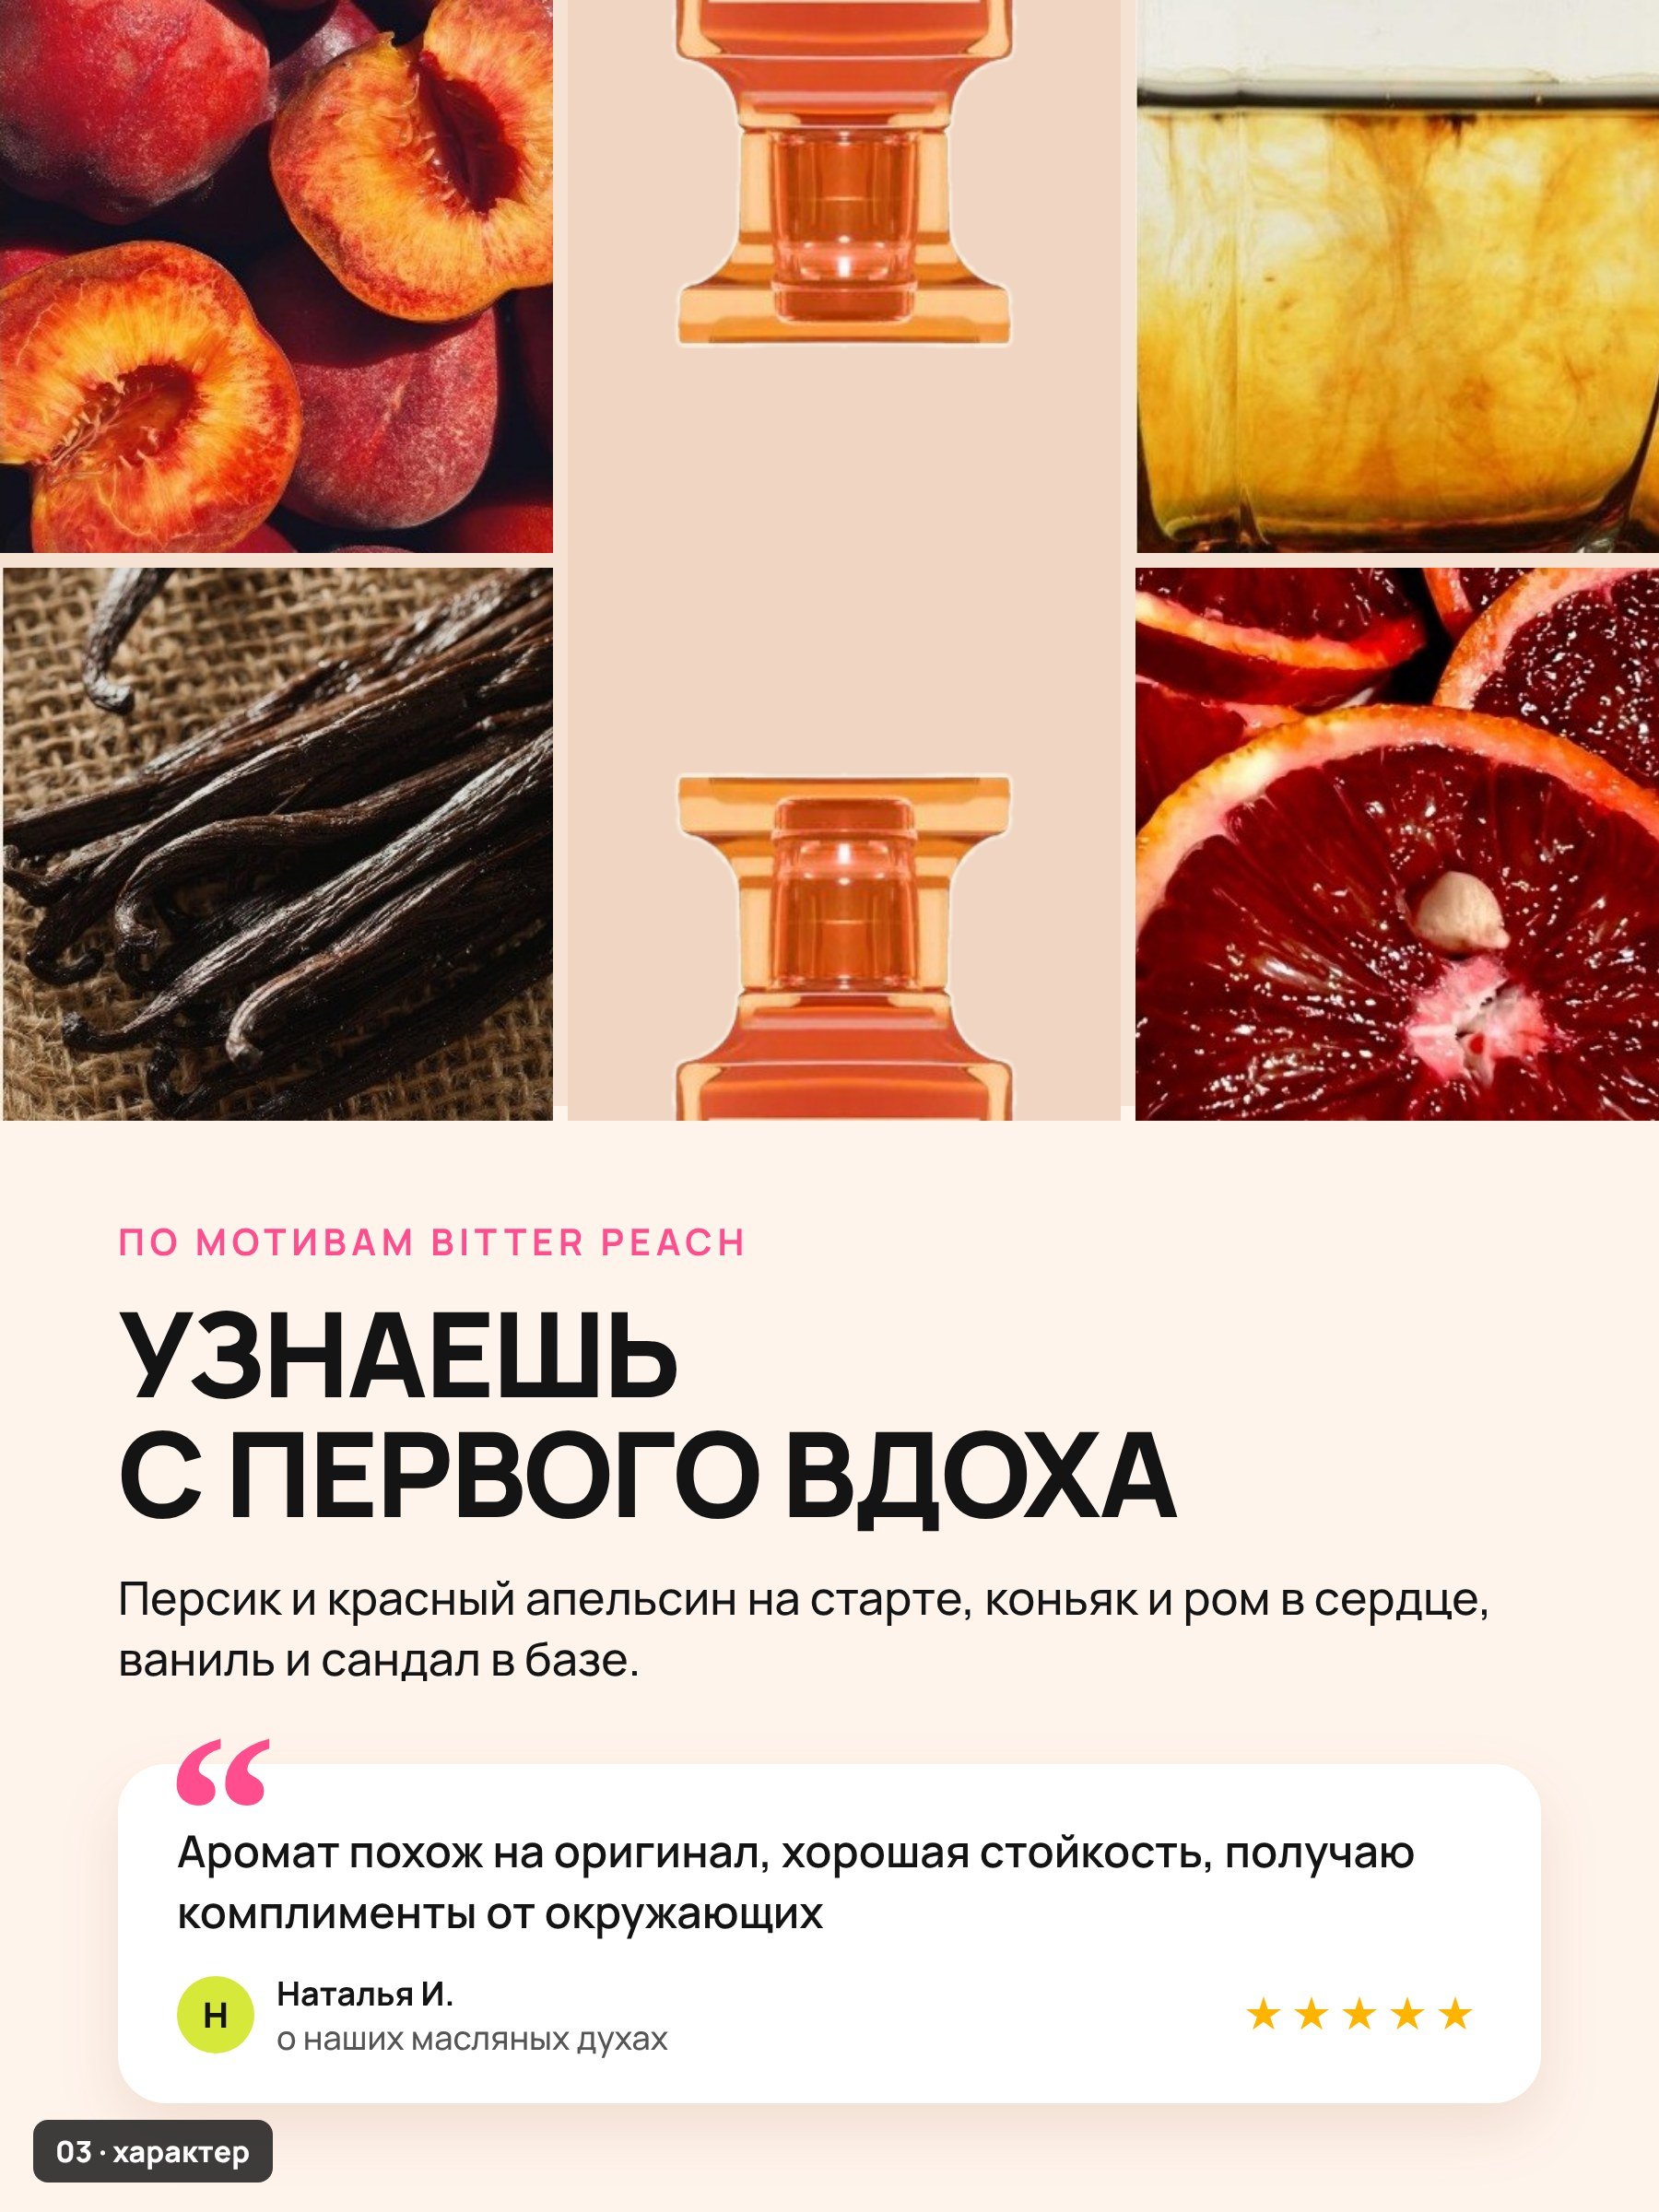 ПО МОТИВАМ BITTER PEACH
УЗНАЕШЬ
С ПЕРВОГО ВДОХА
Персик и красный апельсин на старте, коньяк и ром в сердце,
ваниль и сандал в базе.
“
Аромат похож на оригинал, хорошая стойкость, получаю
комплименты от окружающих
Н
Наталья И.
о наших масляных духах
★★★★★
03 · характер